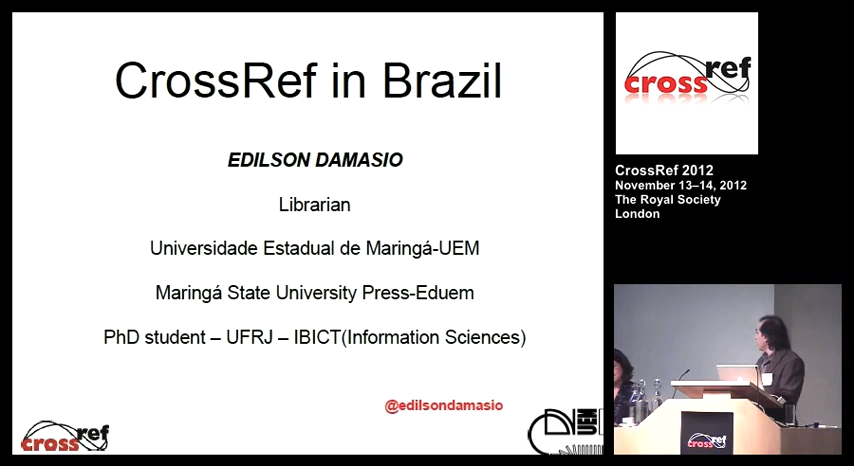 CrossRef in Brazil
EDILSON DAMASIO
Librarian
Universidade Estadual de Maringá-UEM
Maringá State University Press-Eduem
PhD student – UFRJ – IBICT(Information Sciences)
@edilsondamasio
crossref
UEM
crossref
CrossRef 2012
November 13–14, 2012
The Royal Society
London
crossref